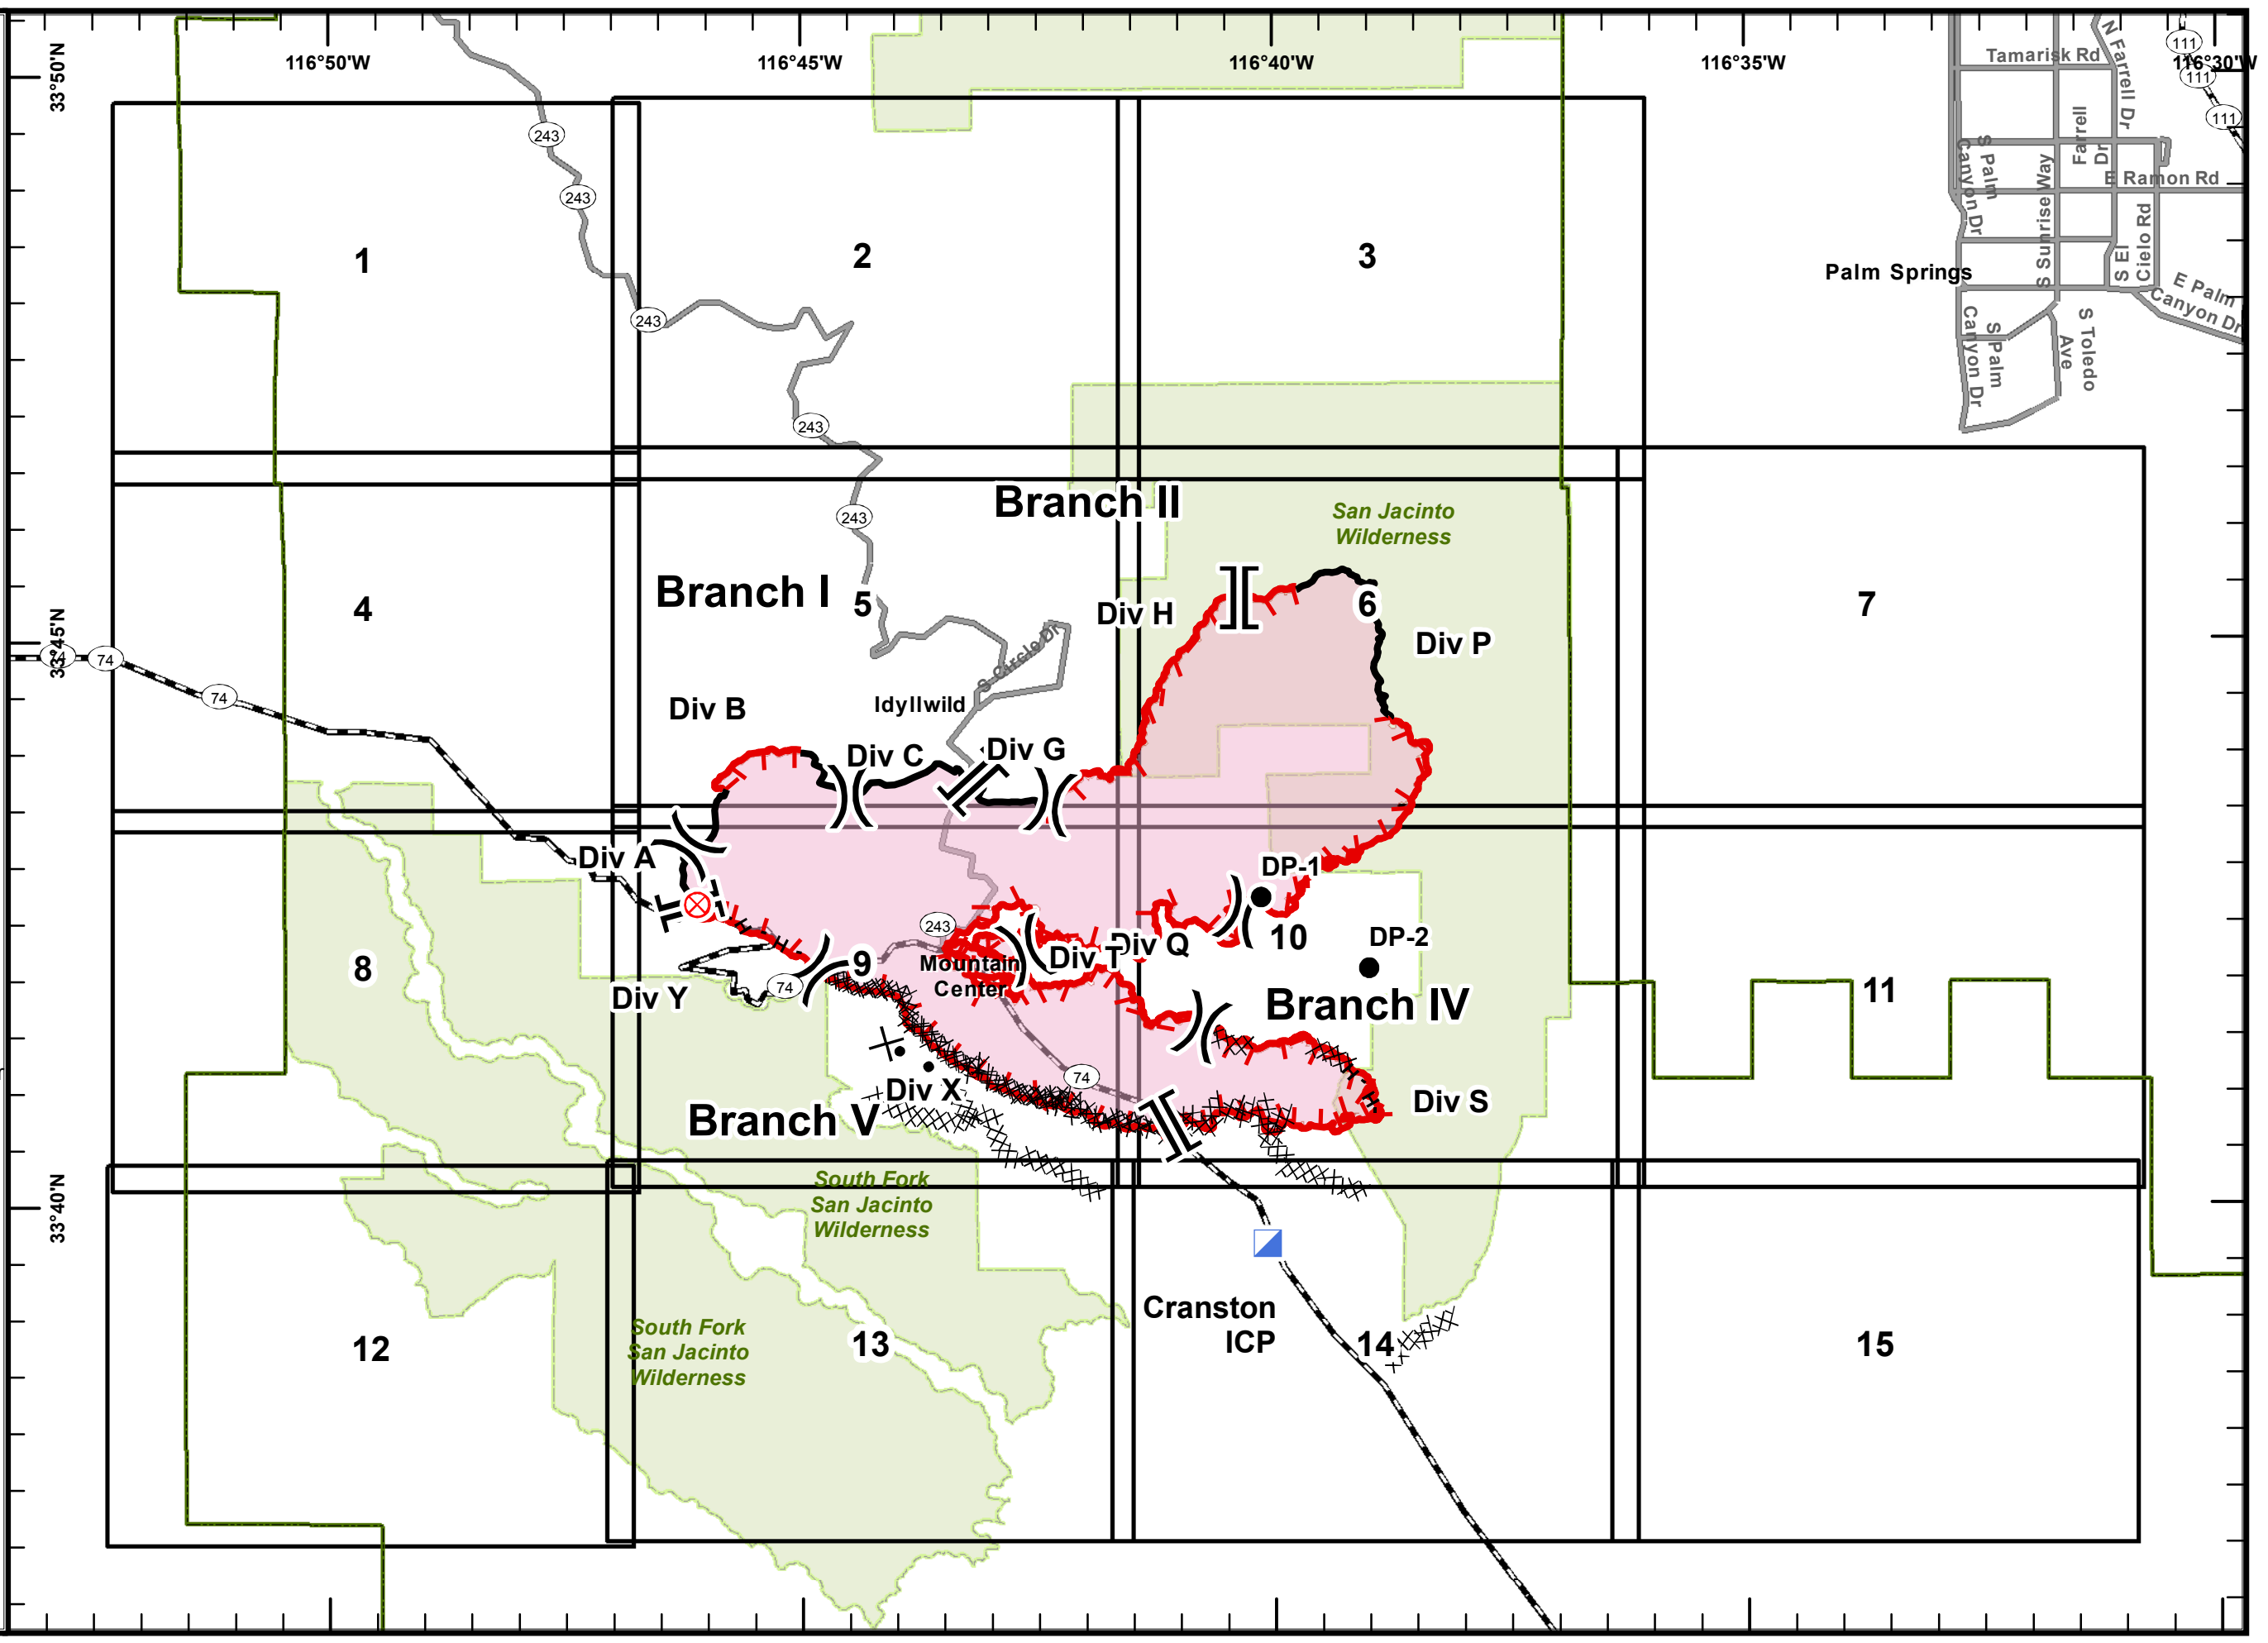 116°50'W
116°45'W
116°40'W
116°35'W
116°30'W
33°50'N
33°45'N
33°40'N
111
111
111
Tamarisk Rd
N Farrell Dr
Farrell
Dr
S Palm
Canyon Dr
S Sunrise Way
E Ramon Rd
S El
Cielo Rd
Palm Springs
E Palm
Canyon Dr
S Palm
Canyon Dr
S Toledo
Ave
243
243
243
243
243
1
2
3
Branch II
San Jacinto
Wilderness
Branch I
4
5
6
7
Div H
Div P
S Circle Dr
74
74
74
Div B
Idyllwild
Div C
Div G
Div A
DP-1
243
10
DP-2
Div Q
Div T
8
9
Mountain
Center
74
Div Y
Branch IV
11
74
Div X
Div S
Branch V
South Fork
San Jacinto
Wilderness
Cranston
ICP
South Fork
San Jacinto
Wilderness
12
13
14
15